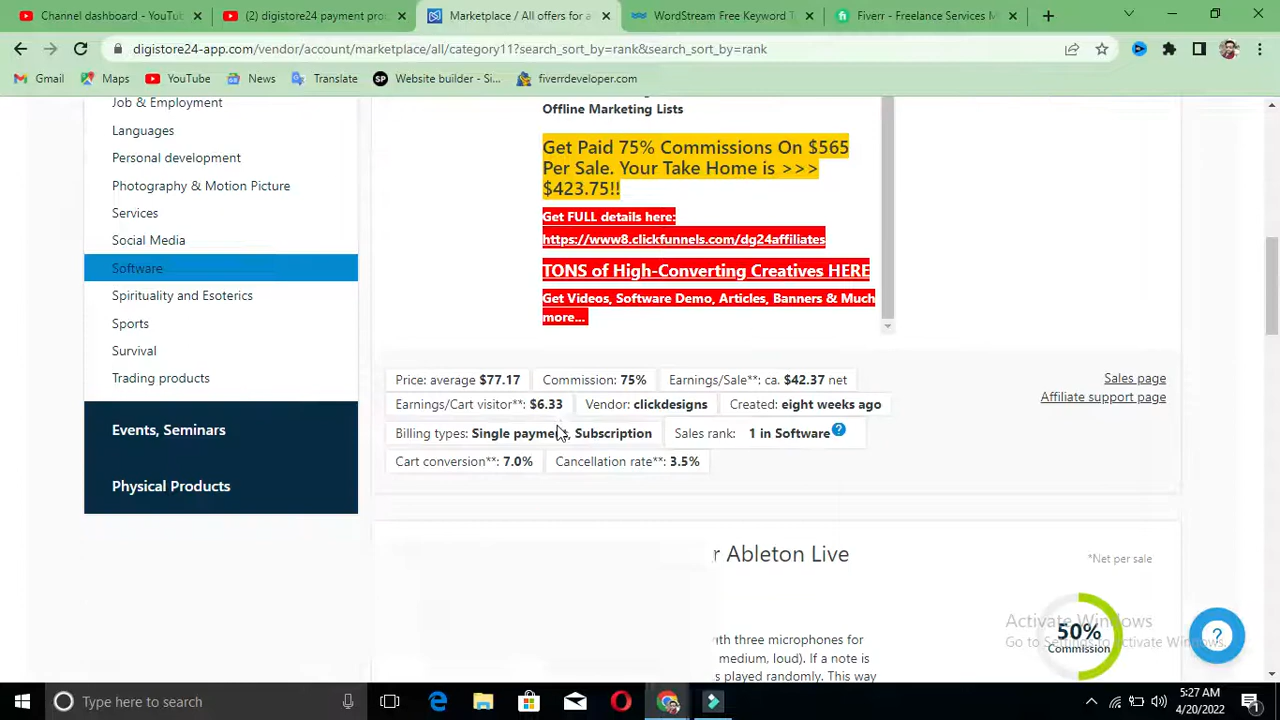 Channel dashboard - YouTu
(2) digistore24 payment pro
Marketplace / All offers for a
WordStream Free Keyword T
Fiverr - Freelance Services M
digistore24-app.com/vendor/account/marketplace/all/category11?search_sort_by=rank&search_sort_by=rank
Gmail
Maps
YouTube
News
Translate
Website builder - Si...
fiverrdeveloper.com
Job & Employment
Languages
Personal development
Photography & Motion Picture
Services
Social Media
Software
Spirituality and Esoterics
Sports
Survival
Trading products
Events, Seminars
Physical Products
Offline Marketing Lists
Get Paid 75% Commissions On $565
Per Sale. Your Take Home is >>>
$423.75!!
Get FULL details here:
https://www8.clickfunnels.com/dg24affiliates
TONS of High-Converting Creatives HERE
Get Videos, Software Demo, Articles, Banners & Much
more...
Price: average $77.17 Commission: 75% Earnings/Sale**: ca. $42.37 net
Earnings/Cart visitor**: $6.33 Vendor: clickdesigns Created: eight weeks ago
Billing types: Single payment, Subscription Sales rank: 1 in Software
Cart conversion**: 7.0% Cancellation rate**: 3.5%
Sales page
Affiliate support page
r Ableton Live
*Net per sale
th three microphones for
medium, loud). If a note is
s played randomly. This way
50%
Commission
Activate Windows
Go to Settings to activate Windows.
Type here to search
5:27 AM
4/20/2022